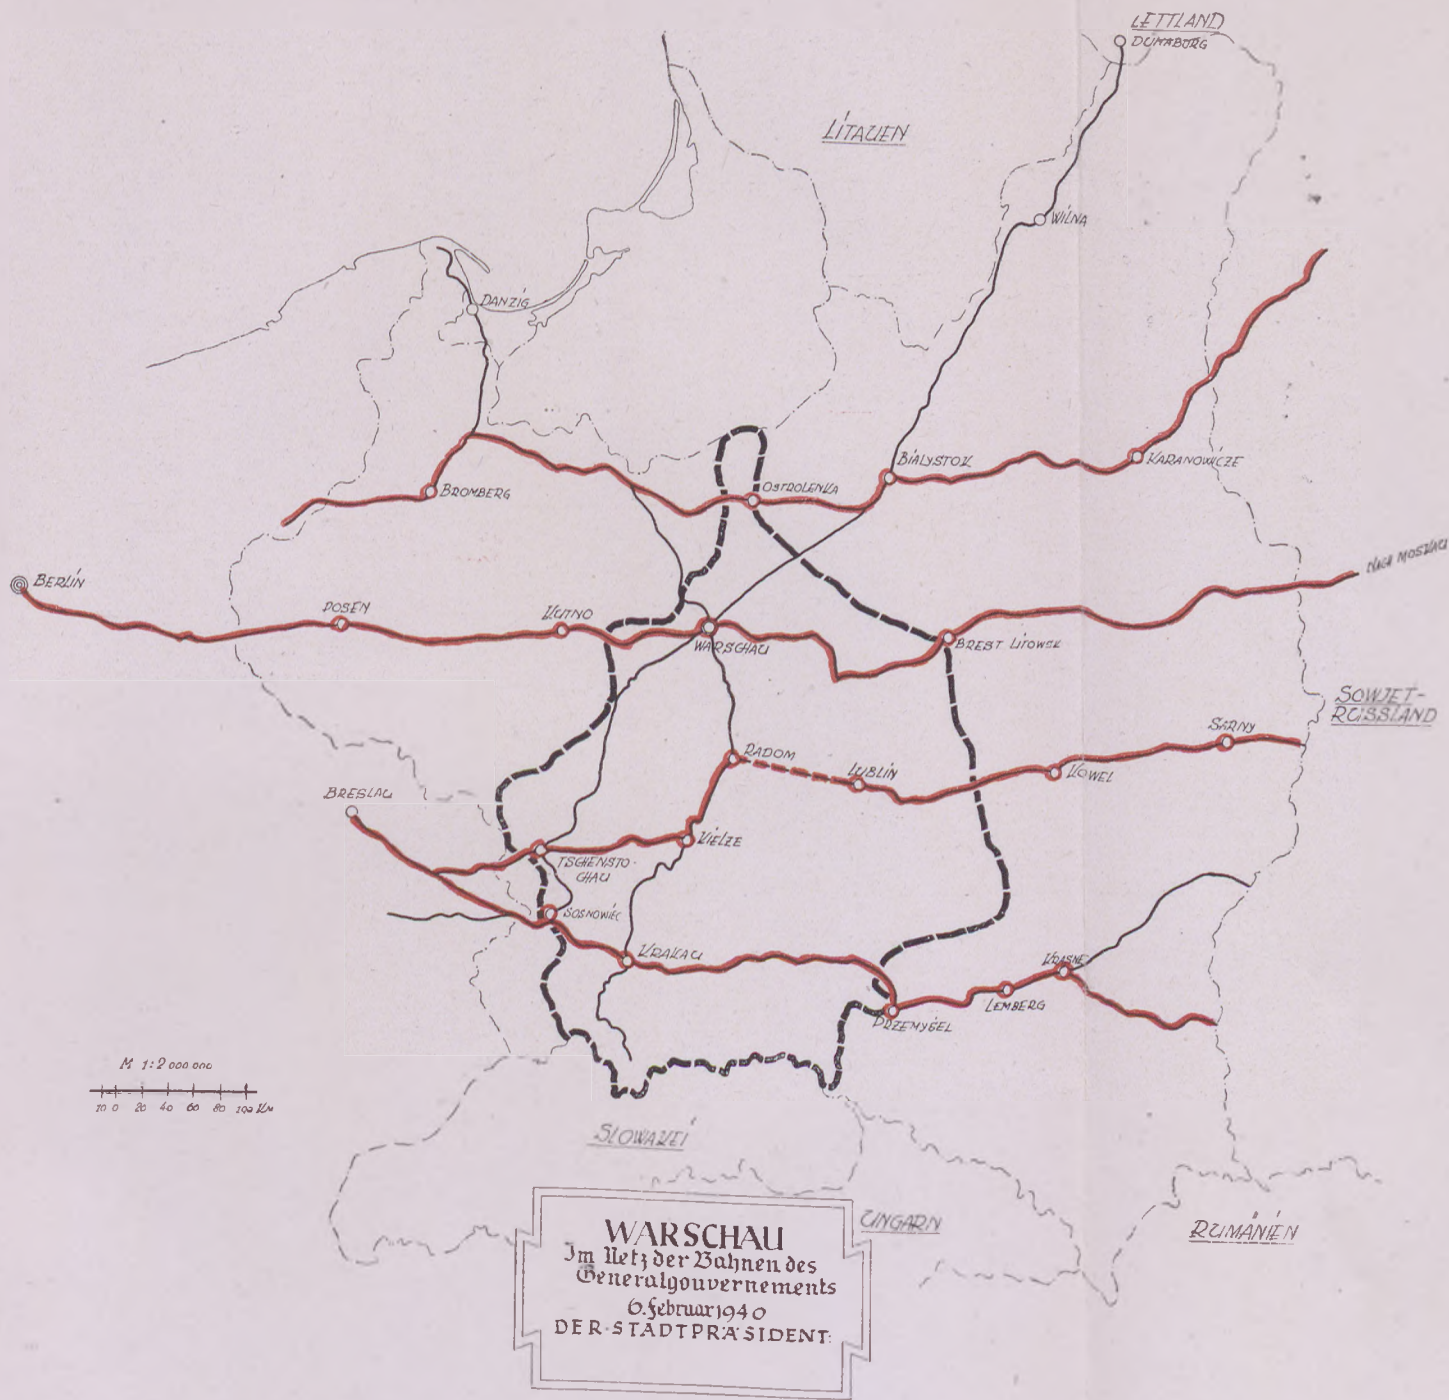 LETTLAND
DÜNABURG
LITAUEN
WILNA
DANZIG
BIALYSTOK
KARANOWICZE
BROMBERG
OSTROLENKA
NACH MOSKAU
BERLIN
POSEN
KUTNO
WARSCHAU
BREST LITOWSK
SOWJET-
RUSSLAND
SARNY
RADOM
LUBLIN
KOWEL
BRESLAU
KIELZE
TSCHENSTO-
CHAU
SOSNOWIEC
KRAKAU
KRASNE
LEMBERG
PRZEMYSEL
M 1:2 000 000
10 0 20 40 60 80 100 KM
SLOWAKEI
UNGARN
RUMÄNIEN
WARSCHAU
Im Netz der Bahnen des
Generalgouvernements
6. Februar 1940
DER STADTPRÄSIDENT: